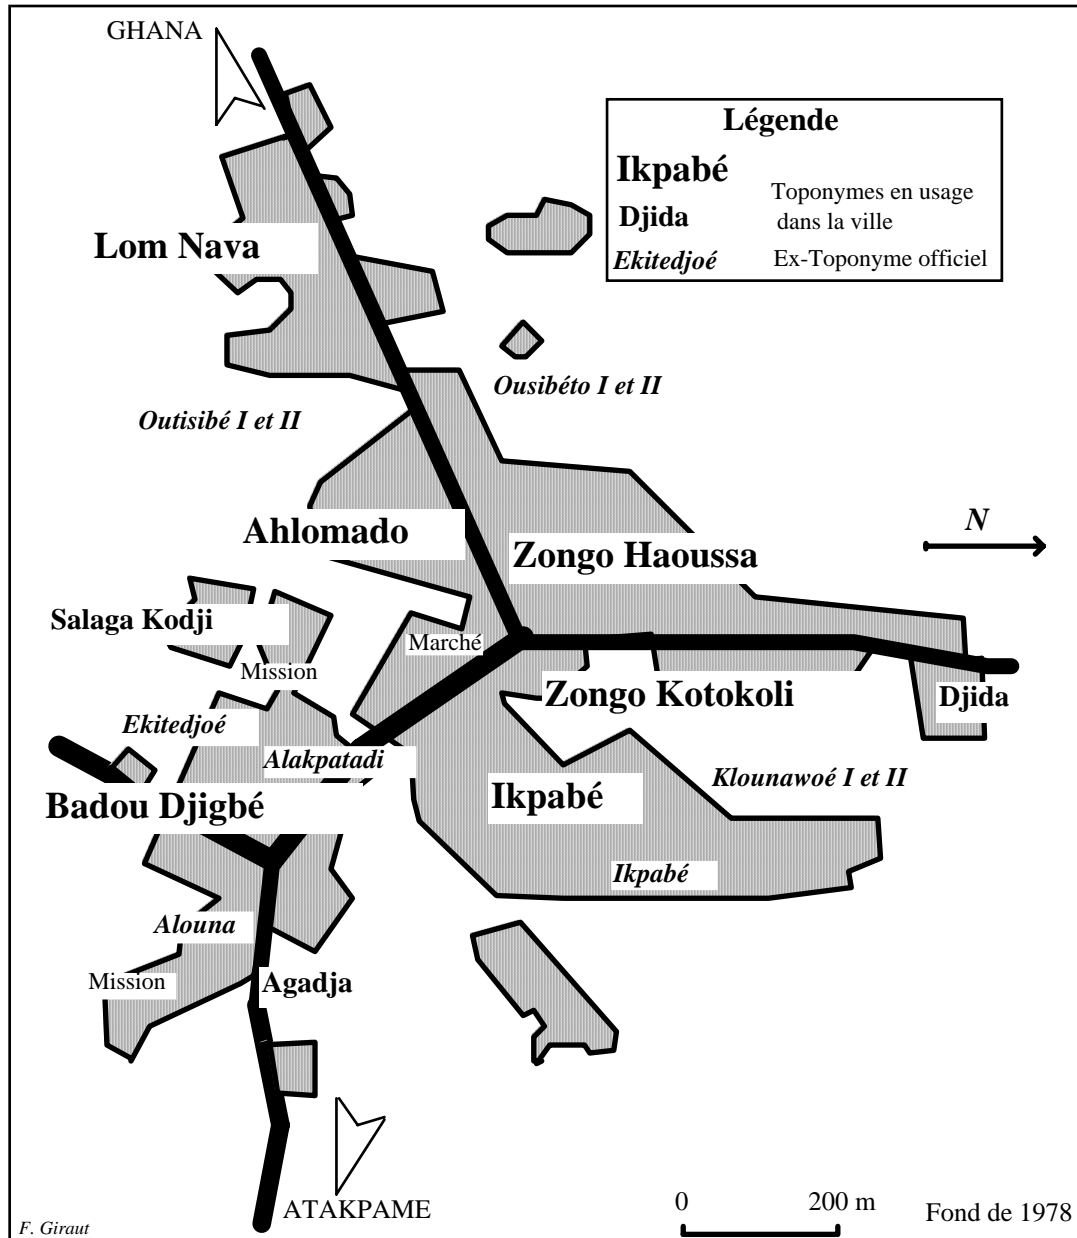 GHANA
Légende
Ikpabé
Djida
Toponymes en usage
dans la ville
Ekitedjoé
Ex-Toponyme officiel
Lom Nava
Ousibéto I et II
Outisibé I et II
Ahlomado
Zongo Haoussa
N
Salaga Kodji
Marché
Mission
Zongo Kotokoli
Djida
Ekitedjoé
Alakpatadi
Klounawoé I et II
Badou Djigbé
Ikpabé
Ikpabé
Alouna
Mission
Agadja
ATAKPAME
0
200 m
Fond de 1978
F. Giraut